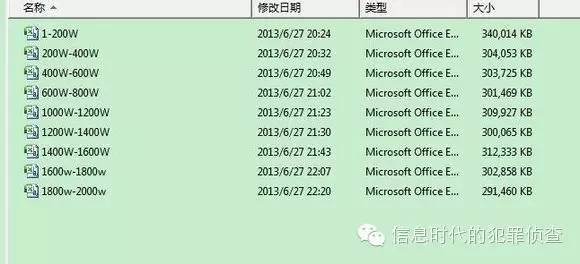 名称 修改日期 类型 大小
1-200W 2013/6/27 20:24 Microsoft Office E... 340,014 KB
200W-400W 2013/6/27 20:32 Microsoft Office E... 304,053 KB
400W-600W 2013/6/27 20:49 Microsoft Office E... 303,725 KB
600W-800W 2013/6/27 21:02 Microsoft Office E... 301,469 KB
1000W-1200W 2013/6/27 21:23 Microsoft Office E... 309,927 KB
1200W-1400W 2013/6/27 21:30 Microsoft Office E... 300,065 KB
1400W-1600W 2013/6/27 21:43 Microsoft Office E... 312,333 KB
1600w-1800w 2013/6/27 22:07 Microsoft Office E... 302,858 KB
1800w-2000w 2013/6/27 22:20 Microsoft Office E... 291,460 KB
信息时代的犯罪侦查